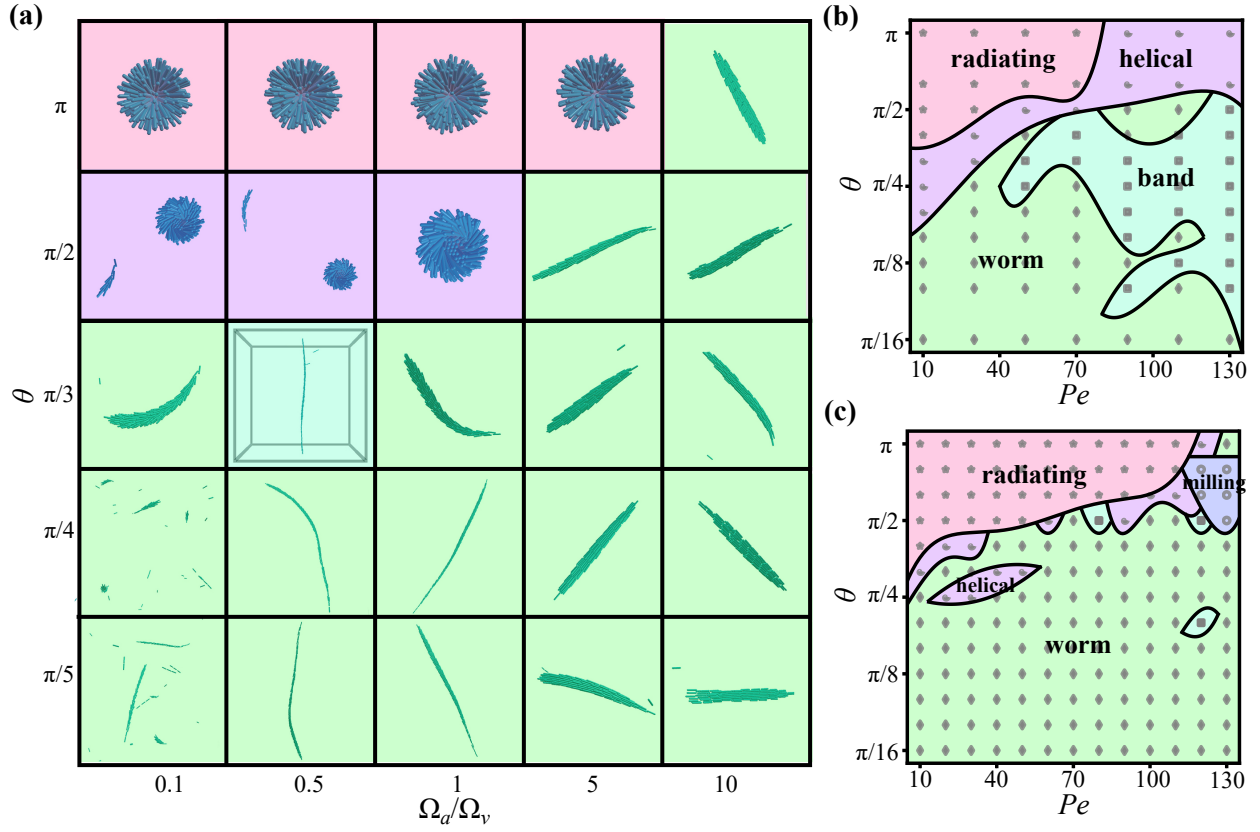 (a)
π
π/2
π/3
π/4
π/5
θ
0.1 0.5 1 5 10
Ωₐ/Ωᵥ
(b)
radiating helical
band
worm
π
π/2
π/4
π/8
π/16
θ
10 40 70 100 130
Pe
(c)
radiating
milling
helical
worm
π
π/2
π/4
π/8
π/16
θ
10 40 70 100 130
Pe